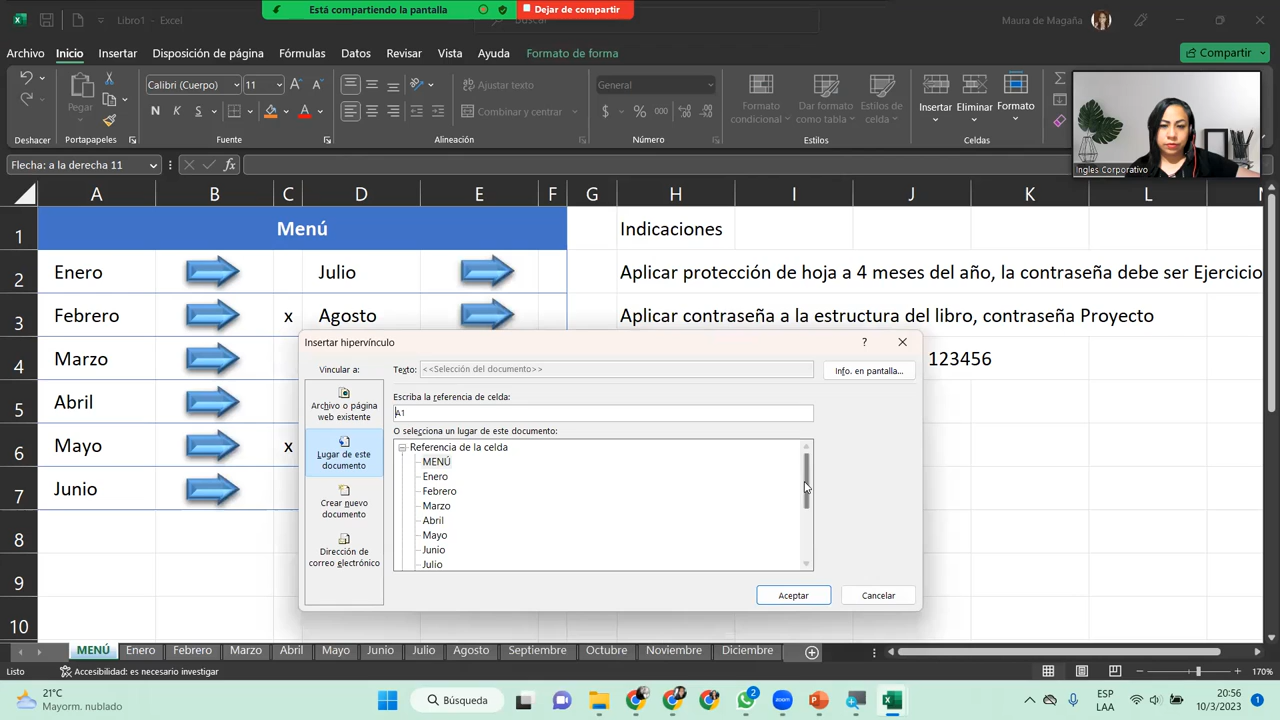 Está compartiendo la pantalla
Dejar de compartir
Libro1 - Excel
Buscar
Maura de Magaña
Archivo Inicio Insertar Disposición de página Fórmulas Datos Revisar Vista Ayuda Formato de forma
Compartir
Pegar
Calibri (Cuerpo) 11
N K S
Ajustar texto
Combinar y centrar
General
$ % 000
Formato condicional
Dar formato como tabla
Estilos de celda
Insertar Eliminar Formato
Deshacer Portapapeles Fuente Alineación Número Estilos Celdas
Ingles Corporativo
Flecha: a la derecha 11
fx
A B C D E F G H I J K L
1 Menú Indicaciones
2 Enero Julio Aplicar protección de hoja a 4 meses del año, la contraseña debe ser Ejercicio
3 Febrero x Agosto Aplicar contraseña a la estructura del libro, contraseña Proyecto
4 Marzo 123456
5 Abril
6 Mayo x
7 Junio
8
9
10
Insertar hipervínculo
?
Vincular a:
Texto: <<Selección del documento>>
Info. en pantalla...
Archivo o página web existente
Lugar de este documento
Crear nuevo documento
Dirección de correo electrónico
Escriba la referencia de celda:
A1
O selecciona un lugar de este documento:
Referencia de la celda
MENÚ
Enero
Febrero
Marzo
Abril
Mayo
Junio
Julio
Aceptar Cancelar
MENÚ Enero Febrero Marzo Abril Mayo Junio Julio Agosto Septiembre Octubre Noviembre Diciembre
Listo
Accesibilidad: es necesario investigar
170%
21°C
Mayorm. nublado
Búsqueda
2
ESP
LAA
20:56
10/3/2023
1